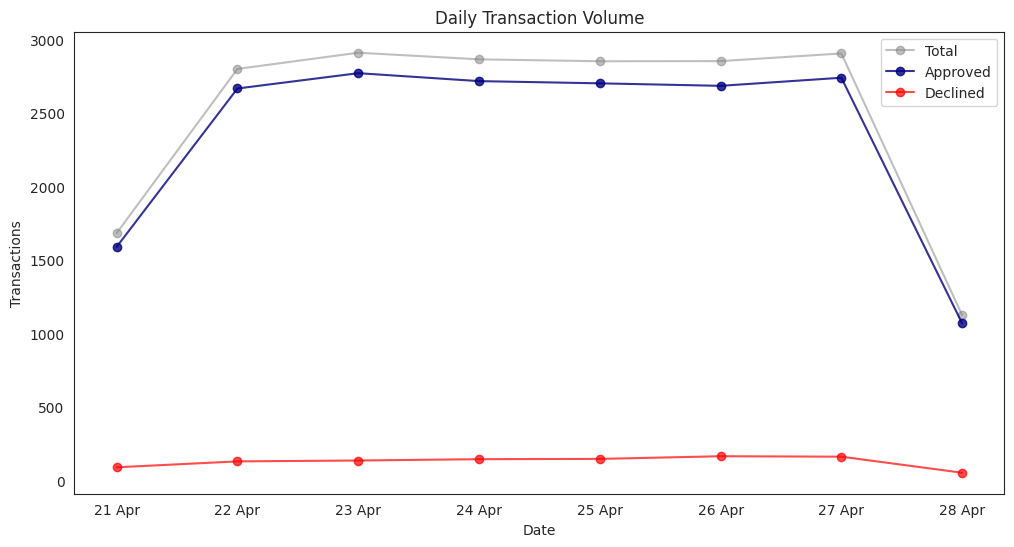 Daily Transaction Volume
3000
2500
2000
1500
1000
500
0
Transactions
Total
Approved
Declined
21 Apr 22 Apr 23 Apr 24 Apr 25 Apr 26 Apr 27 Apr 28 Apr
Date